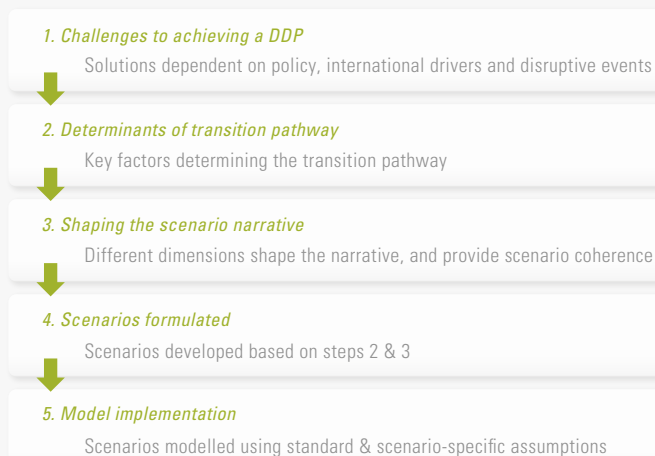 1. Challenges to achieving a DDP
Solutions dependent on policy, international drivers and disruptive events
2. Determinants of transition pathway
Key factors determining the transition pathway
3. Shaping the scenario narrative
Different dimensions shape the narrative, and provide scenario coherence
4. Scenarios formulated
Scenarios developed based on steps 2 & 3
5. Model implementation
Scenarios modelled using standard & scenario-specific assumptions